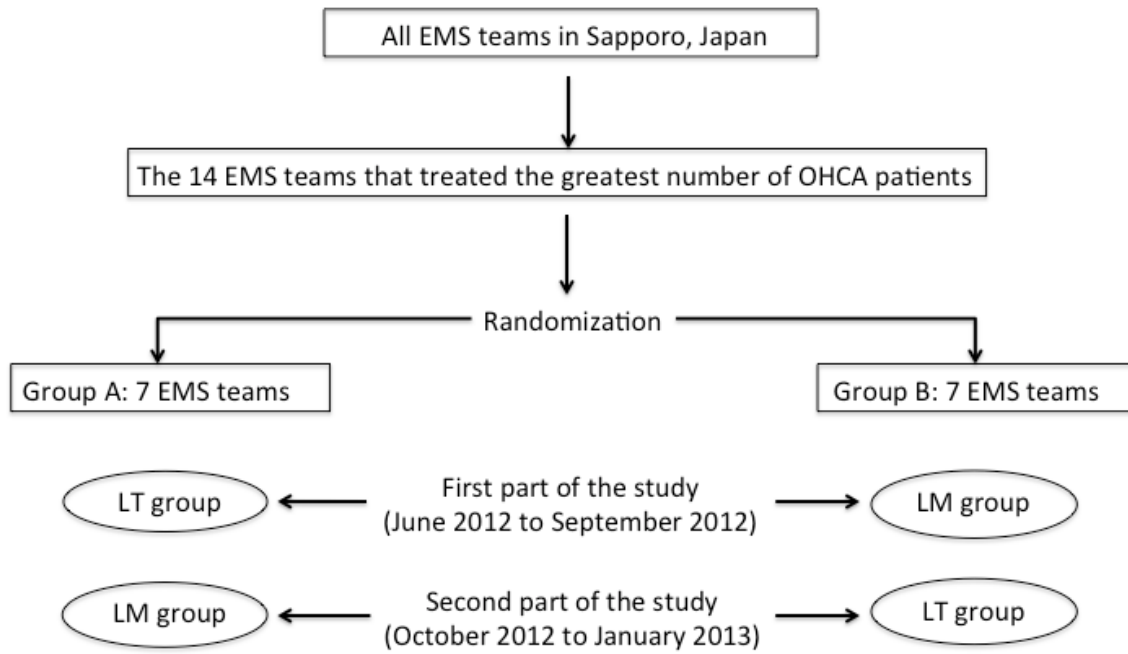 All EMS teams in Sapporo, Japan
The 14 EMS teams that treated the greatest number of OHCA patients
Randomization
Group A: 7 EMS teams
Group B: 7 EMS teams
LT group
First part of the study
(June 2012 to September 2012)
LM group
LM group
Second part of the study
(October 2012 to January 2013)
LT group